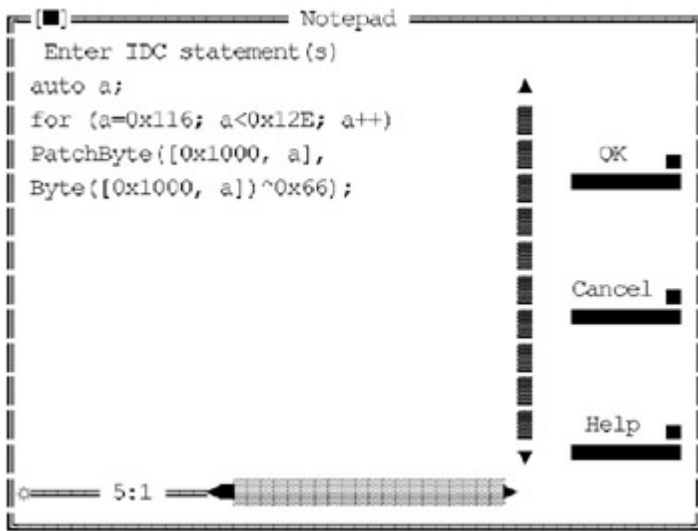 [■] Notepad
Enter IDC statement(s)
auto a;
for (a=0x116; a<0x12E; a++)
PatchByte([0x1000, a],
Byte([0x1000, a])^0x66);
OK
Cancel
Help
5:1